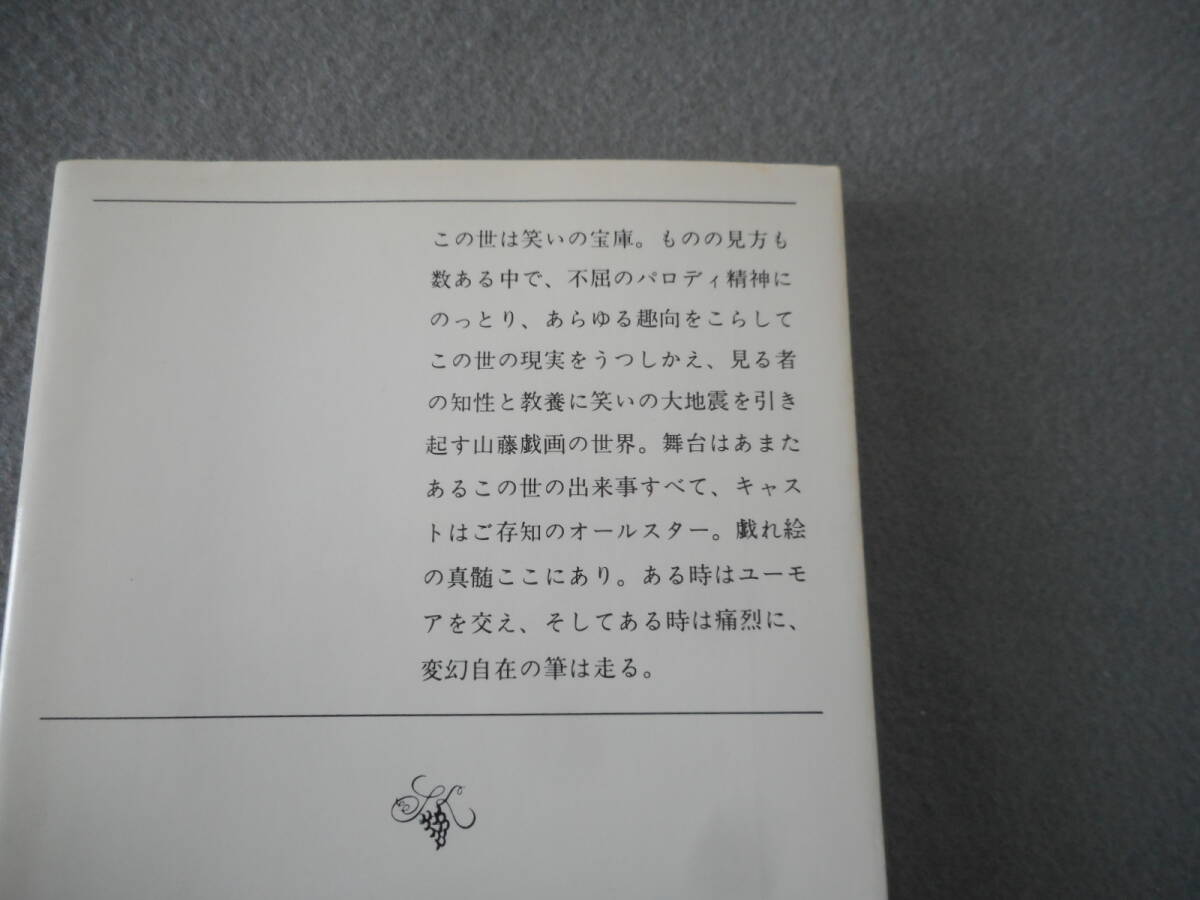 この世は笑いの宝庫。ものの見方も
数ある中で、不屈のパロディ精神に
のっとり、あらゆる趣向をこらして
この世の現実をうつしかえ、見る者
の知性と教養に笑いの大地震を引き
起す山藤戯画の世界。舞台はあまた
あるこの世の出来事すべて、キャス
トはご存知のオールスター。戯れ絵
の真髄ここにあり。ある時はユーモ
アを交え、そしてある時は痛烈に、
変幻自在の筆は走る。
SK